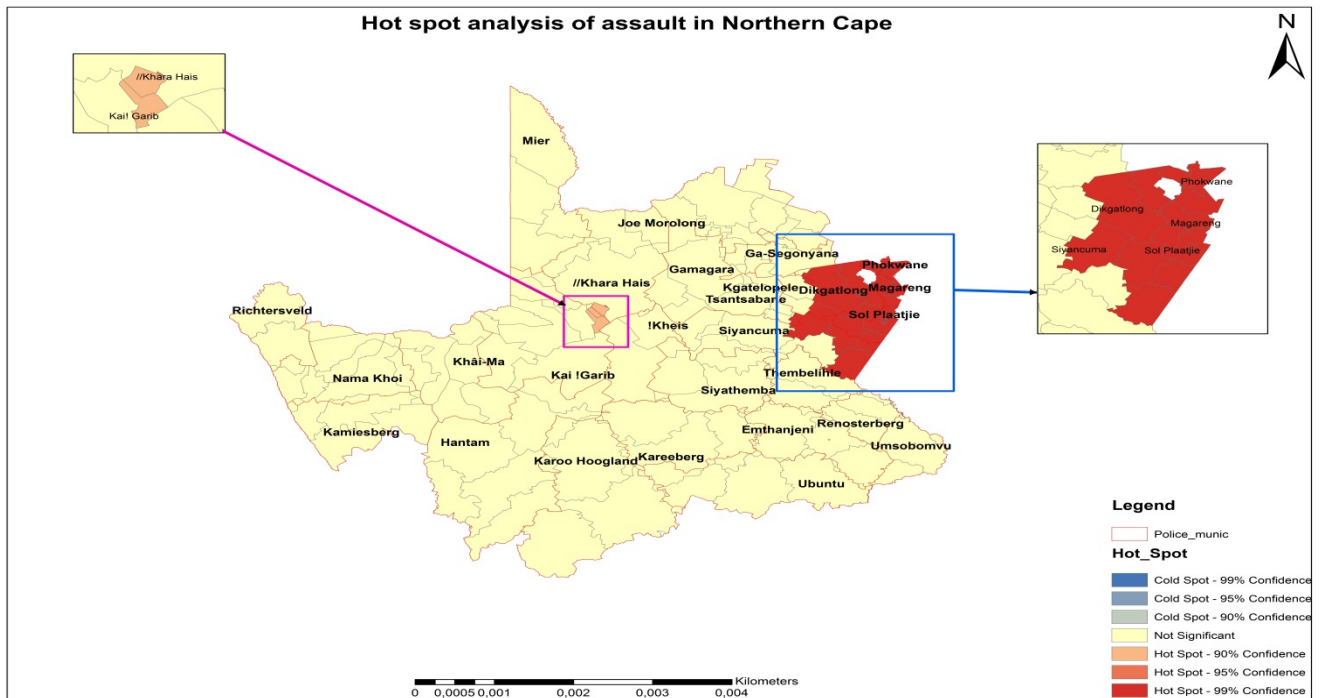 Hot spot analysis of assault in Northern Cape
N
//Khara Hais
Kai! Garib
Phokwane
Dikgatlong
Magareng
Siyancuma
Sol Plaatjie
Mier
Joe Morolong
Ga-Segonyana
Gamagara
Phokwane
//Khara Hais
Kgatelopele
Dikgatlong
Magareng
Tsantsabane
Richtersveld
Sol Plaatjie
!Kheis
Siyancuma
Khâi-Ma
Kai !Garib
Thembelihle
Nama Khoi
Siyathemba
Kamiesberg
Hantam
Emthanjeni
Renosterberg
Umsobomvu
Karoo Hoogland
Kareeberg
Ubuntu
Legend
Police_munic
Hot_Spot
Cold Spot - 99% Confidence
Cold Spot - 95% Confidence
Cold Spot - 90% Confidence
Not Significant
Hot Spot - 90% Confidence
Hot Spot - 95% Confidence
Hot Spot - 99% Confidence
Kilometers
0 0,0005 0,001 0,002 0,003 0,004